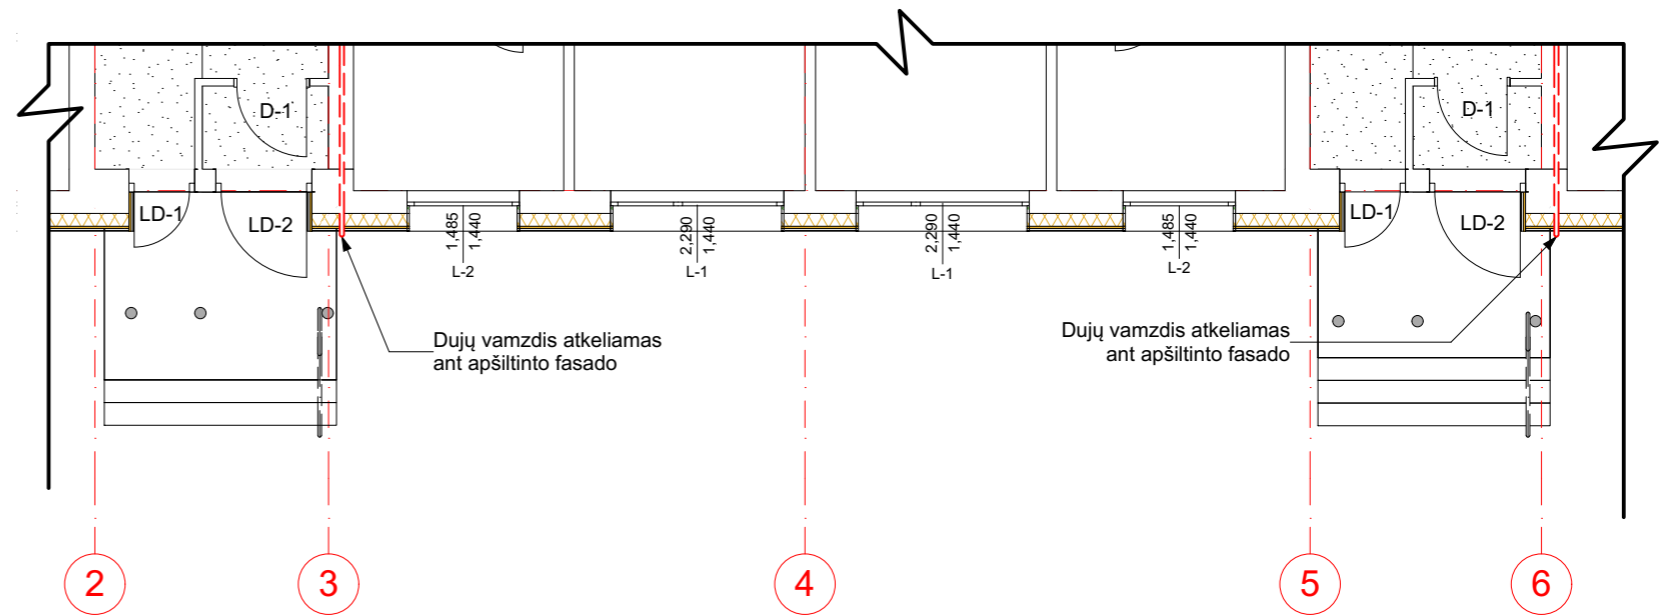 D-1
D-1
LD-1
LD-2
1,485
1,440
L-2
2,290
1,440
L-1
2,290
1,440
L-1
1,485
1,440
L-2
LD-1
LD-2
Dujų vamzdis atkeliamas
ant apšiltinto fasado
Dujų vamzdis atkeliamas
ant apšiltinto fasado
2
3
4
5
6